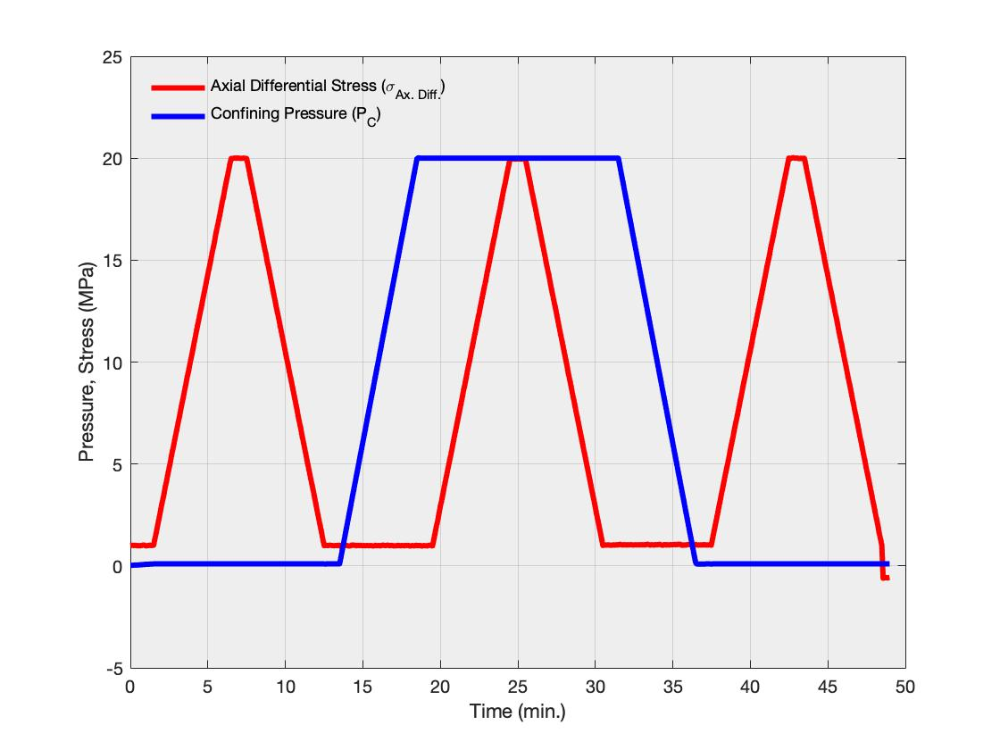 25
20
15
10
5
0
-5
Pressure, Stress (MPa)
Axial Differential Stress (σAx. Diff.)
Confining Pressure (PC)
0 5 10 15 20 25 30 35 40 45 50
Time (min.)